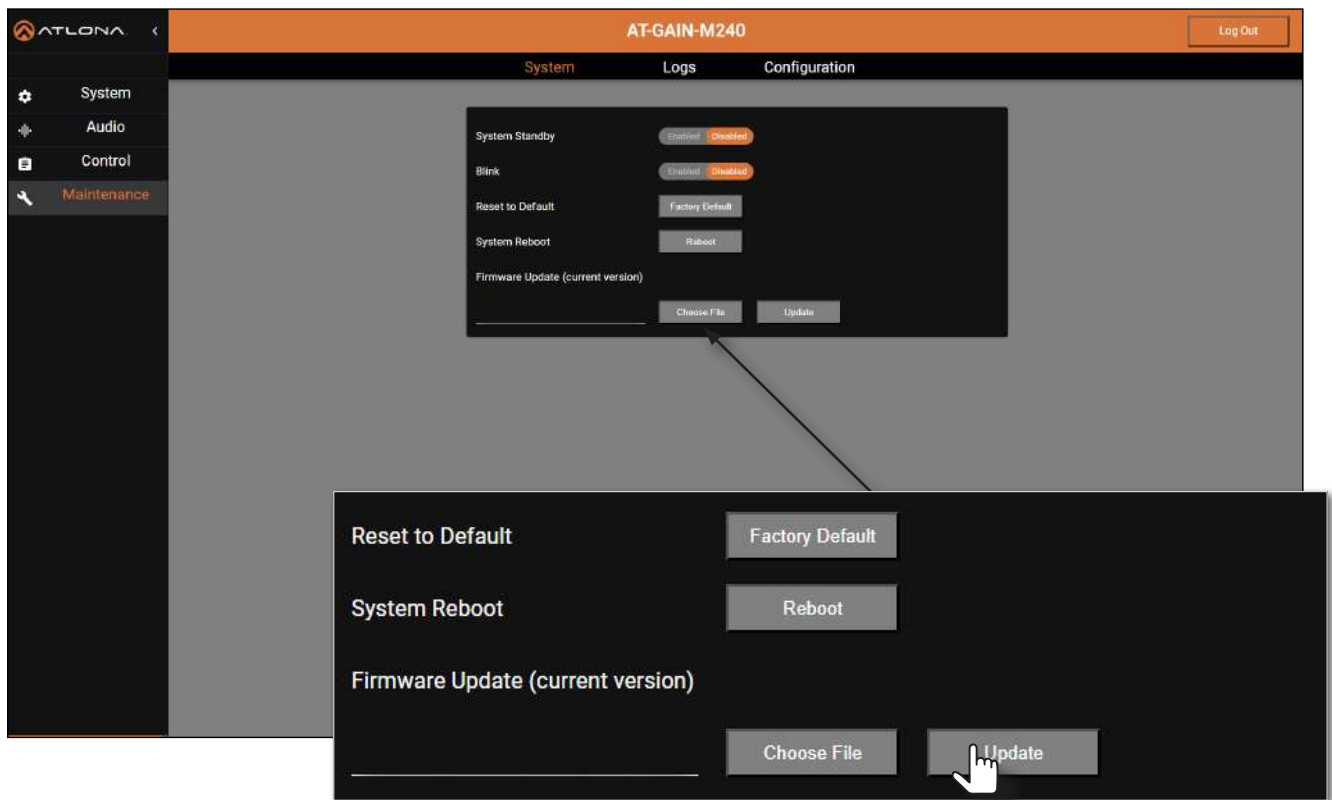 ATLONA
AT-GAIN-M240
Log Out
System Logs Configuration
System
Audio
Control
Maintenance
System Standby Enabled Disabled
Blink Enabled Disabled
Reset to Default Factory Default
System Reboot Reboot
Firmware Update (current version)
Choose File Update
Reset to Default Factory Default
System Reboot Reboot
Firmware Update (current version)
Choose File Update